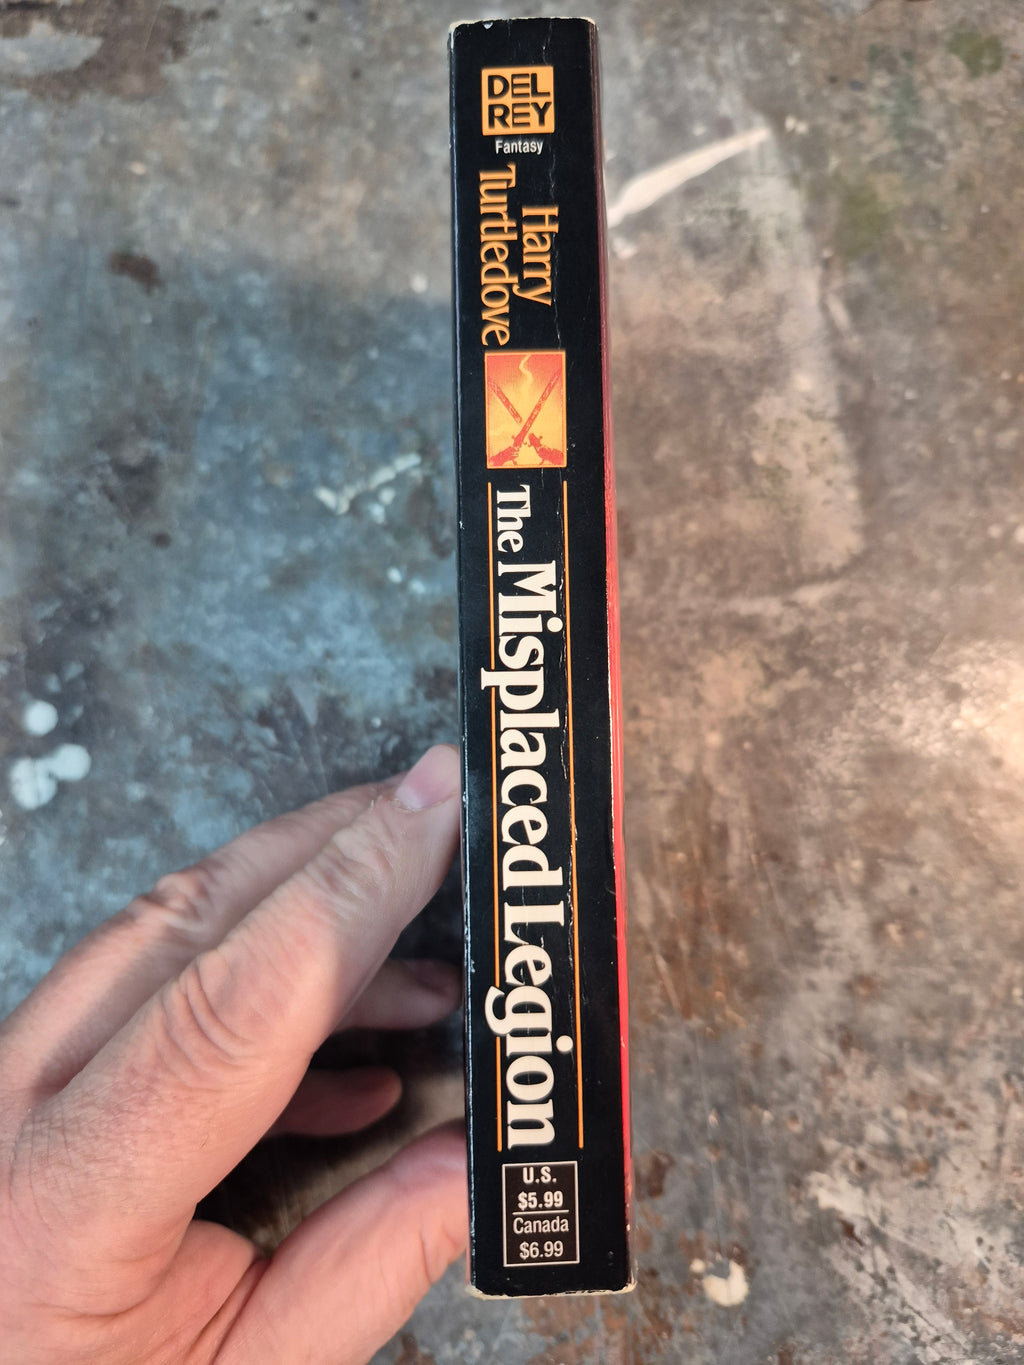 DEL
REY
Fantasy
Harry
Turtledove
The Misplaced Legion
U.S.
$5.99
Canada
$6.99